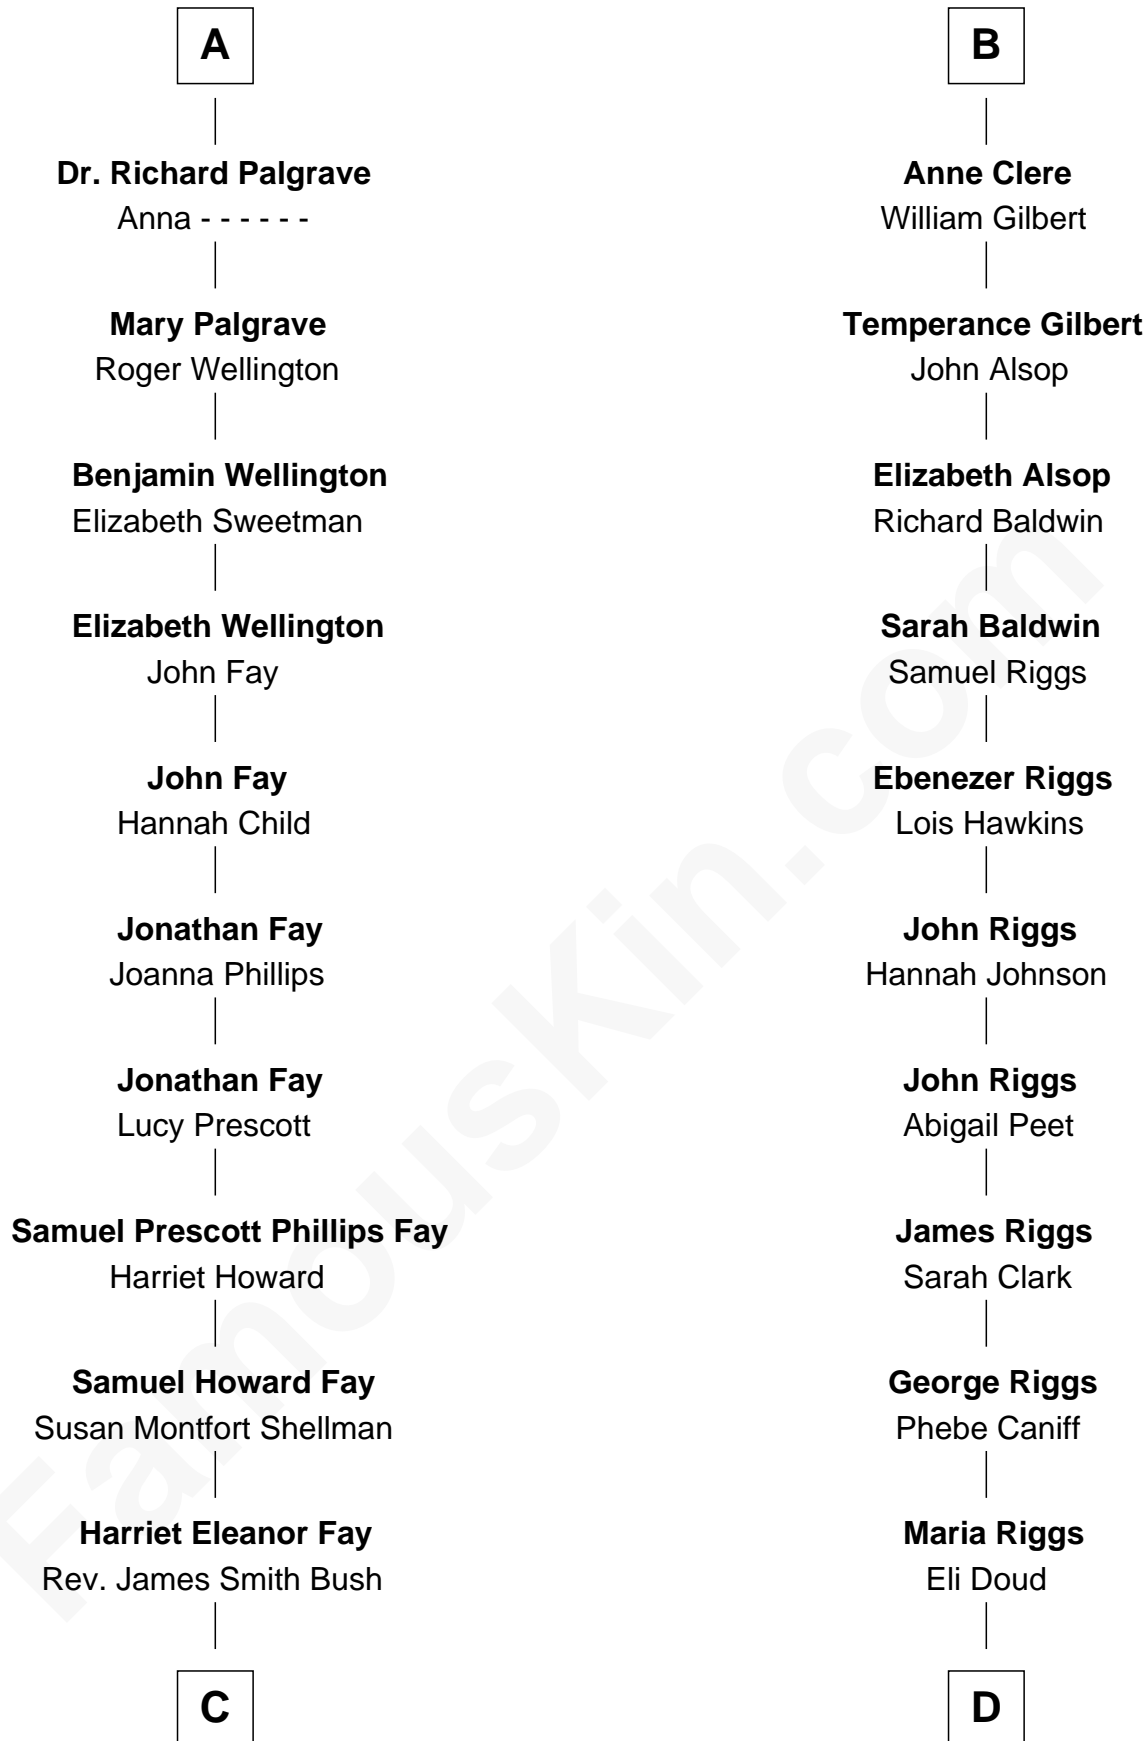 A
Dr. Richard Palgrave
Anna - - - - - -
Mary Palgrave
Roger Wellington
Benjamin Wellington
Elizabeth Sweetman
Elizabeth Wellington
John Fay
John Fay
Hannah Child
Jonathan Fay
Joanna Phillips
Jonathan Fay
Lucy Prescott
Samuel Prescott Phillips Fay
Harriet Howard
Samuel Howard Fay
Susan Montfort Shellman
Harriet Eleanor Fay
Rev. James Smith Bush
C
B
Anne Clere
William Gilbert
Temperance Gilbert
John Alsop
Elizabeth Alsop
Richard Baldwin
Sarah Baldwin
Samuel Riggs
Ebenezer Riggs
Lois Hawkins
John Riggs
Hannah Johnson
John Riggs
Abigail Peet
James Riggs
Sarah Clark
George Riggs
Phebe Caniff
Maria Riggs
Eli Doud
D
FamousKin.com